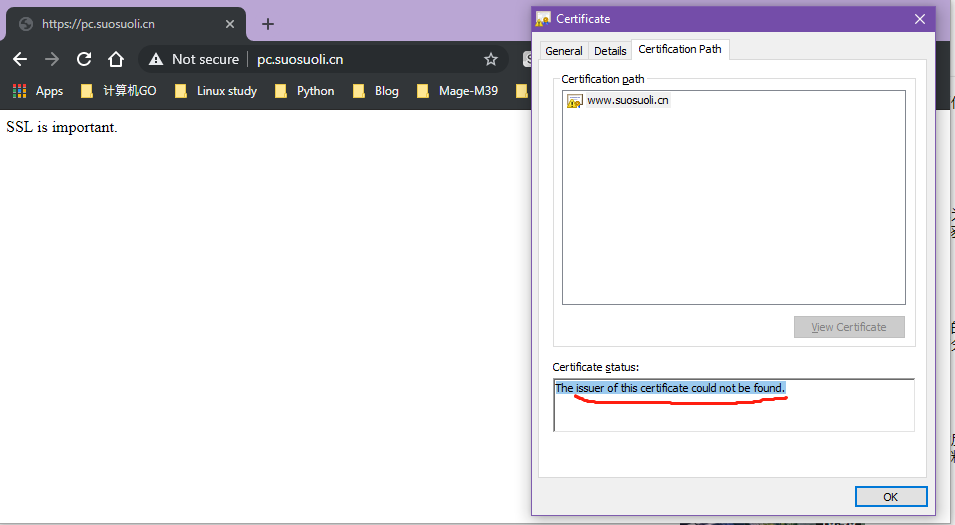 https://pc.suosuoli.cn
Not secure
pc.suosuoli.cn
Apps
计算机GO
Linux study
Python
Blog
Mage-M39
SSL is important.
Certificate
General
Details
Certification Path
Certification path
www.suosuoli.cn
View Certificate
Certificate status:
The issuer of this certificate could not be found.
OK